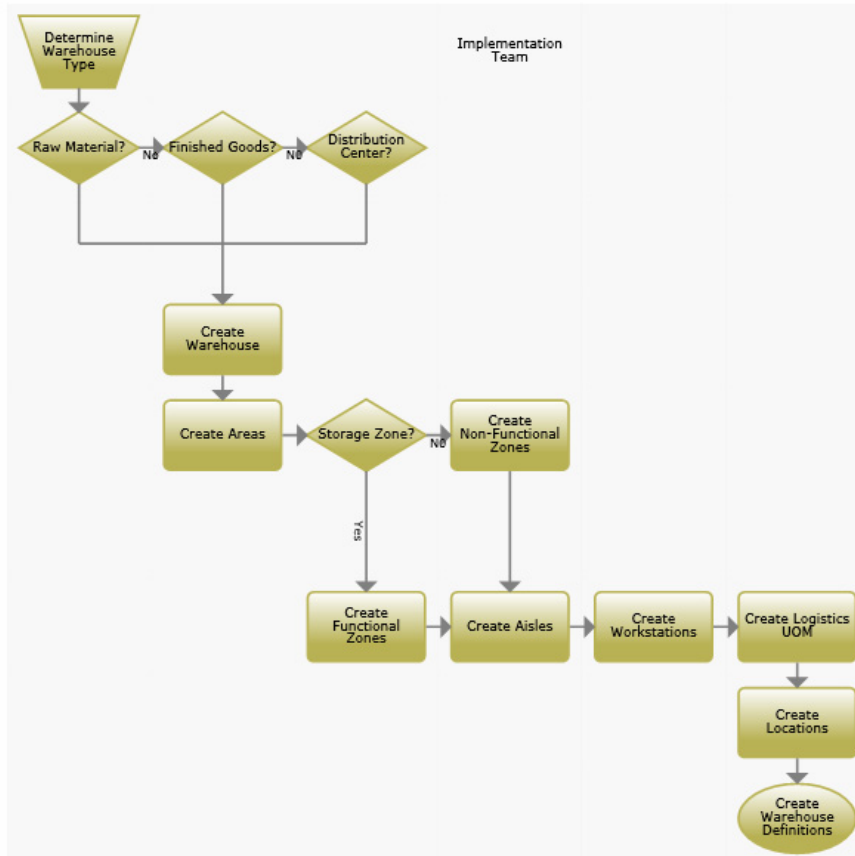 Determine
Warehouse
Type
Implementation
Team
Raw Material?
No
Finished Goods?
No
Distribution
Center?
Create
Warehouse
Create Areas
Storage Zone?
No
Create
Non-Functional
Zones
Yes
Create
Functional
Zones
Create Aisles
Create
Workstations
Create Logistics
UOM
Create
Locations
Create
Warehouse
Definitions